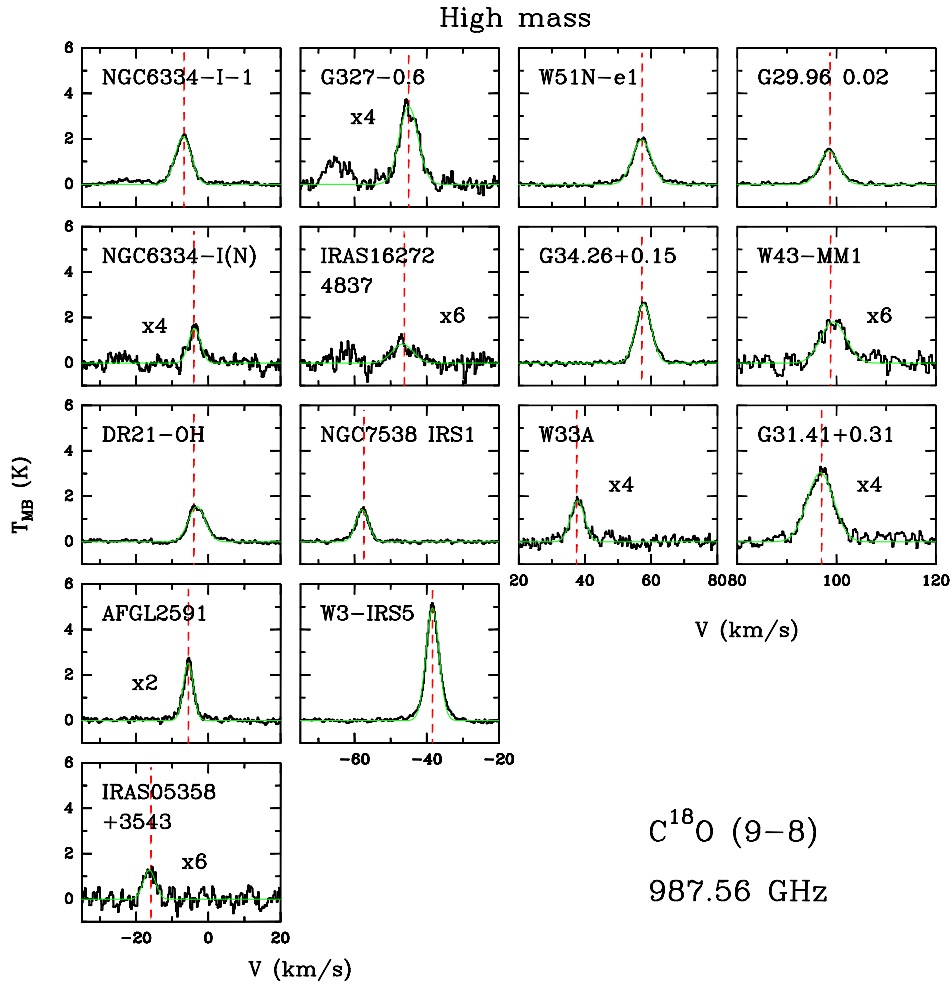 High mass
6
4
2
0
NGC6334-I-1
G327-0.6
x4
W51N-e1
G29.96 0.02
6
4
2
0
NGC6334-I(N)
x4
IRAS16272
4837
x6
G34.26+0.15
W43-MM1
x6
T_MB (K)
6
4
2
0
DR21-OH
NGC7538 IRS1
W33A
x4
G31.41+0.31
x4
20 40 60 80 80 100 120
V (km/s)
6
4
2
0
AFGL2591
x2
W3-IRS5
-60 -40 -20
6
4
2
0
IRAS05358
+3543
x6
-20 0 20
V (km/s)
C¹⁸O (9-8)
987.56 GHz